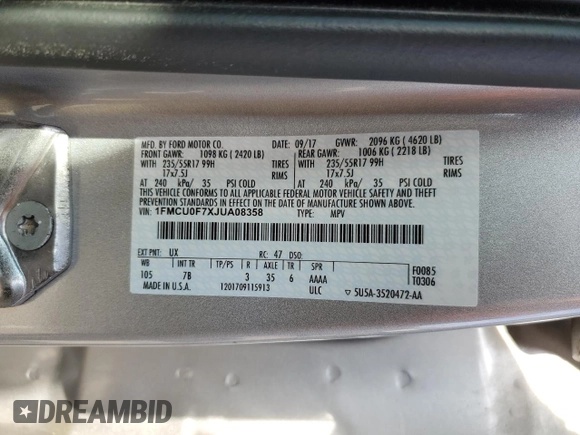 MFD. BY FORD MOTOR CO. DATE: 09/17 GVWR: 2096 KG ( 4620 LB)
FRONT GAWR: 1098 KG ( 2420 LB) REAR GAWR: 1006 KG ( 2218 LB)
WITH 235/55R17 99H TIRES WITH 235/55R17 99H TIRES
17x7.5J RIMS 17x7.5J RIMS
AT 240 kPa/ 35 PSI COLD AT 240 kPa/ 35 PSI COLD
THIS VEHICLE CONFORMS TO ALL APPLICABLE FEDERAL MOTOR VEHICLE SAFETY AND THEFT
PREVENTION STANDARDS IN EFFECT ON THE DATE OF MANUFACTURE SHOWN ABOVE.
VIN: 1FMCU0F7XJUA08358 TYPE: MPV
EXT PNT: UX RC: 47 DSO:
WB INT TR TP/PS R AXLE TR SPR
105 7B 3 35 6 AAAA
F0085
T0306
MADE IN U.S.A. 1201709115913 ULC ▽ 5U5A-3520472-AA
DREAMBID